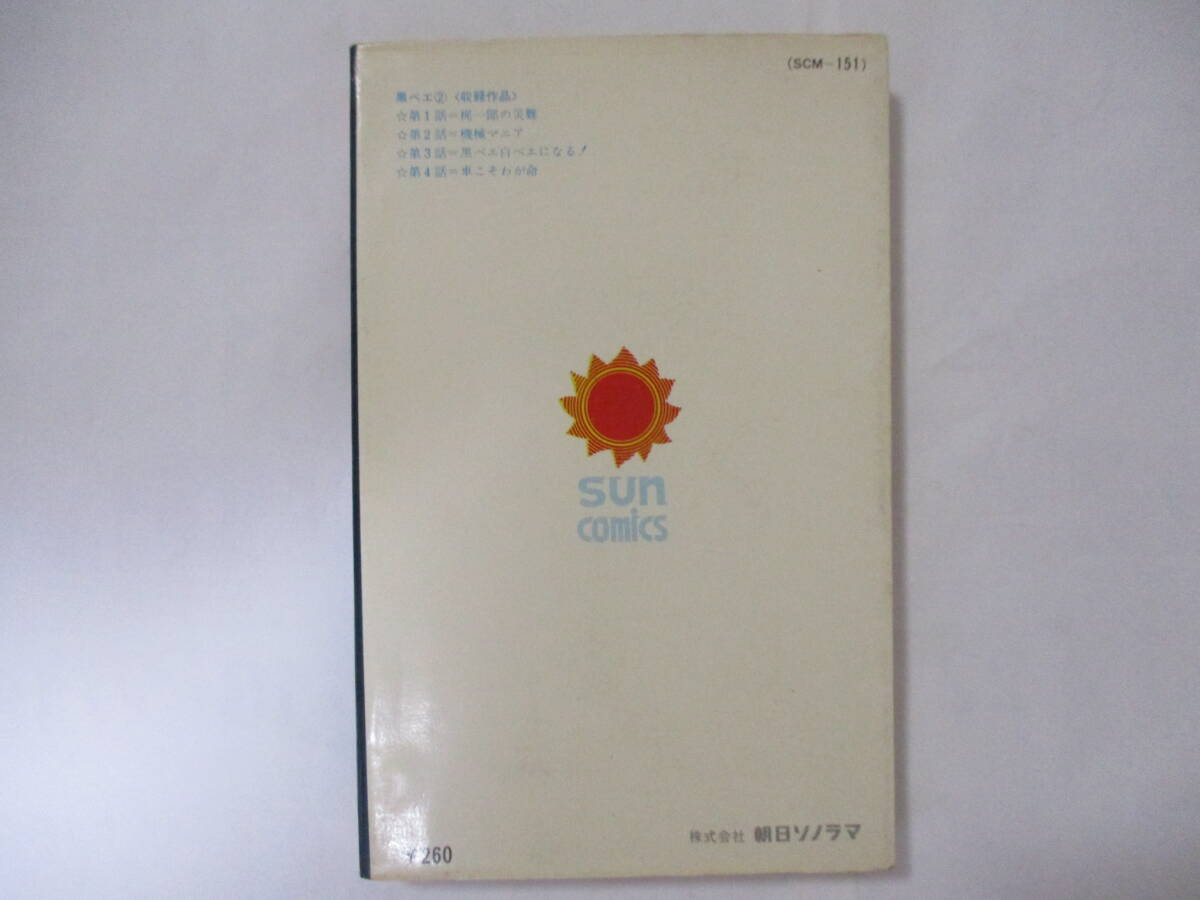 (SCM-151)
黒ベエ② 〈収録作品〉
☆第1話=梶一郎の災難
☆第2話=機械マニア
☆第3話=黒ベエ白ベエになる!
☆第4話=車こそわが命
sun
comics
株式会社 朝日ソノラマ
¥260